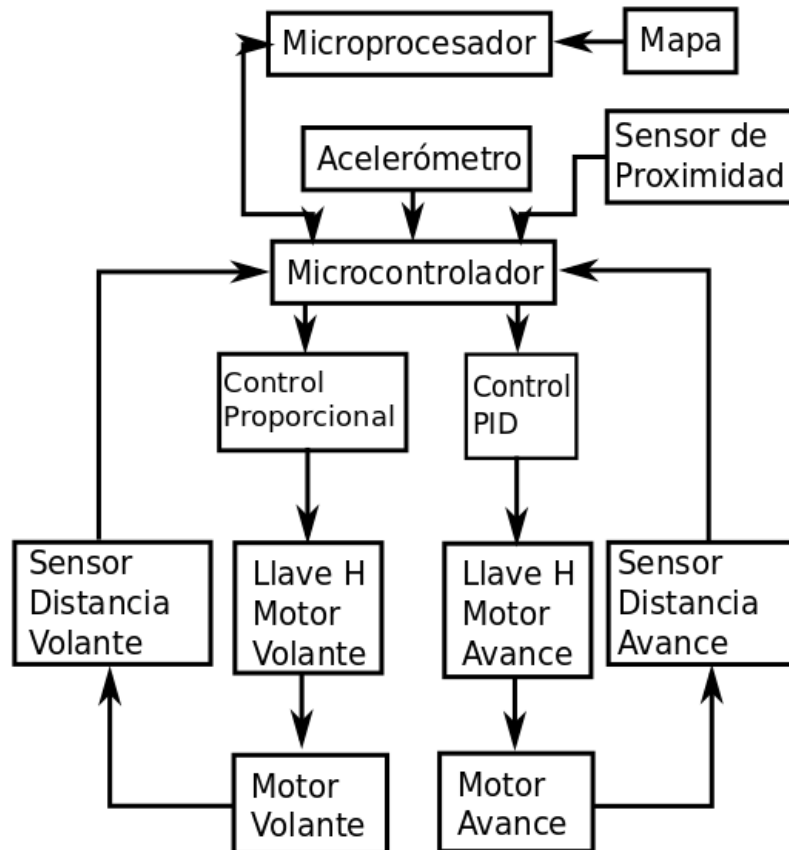 Microprocesador
Mapa
Acelerómetro
Sensor de
Proximidad
Microcontrolador
Control
Proporcional
Control
PID
Sensor
Distancia
Volante
Llave H
Motor
Volante
Llave H
Motor
Avance
Sensor
Distancia
Avance
Motor
Volante
Motor
Avance